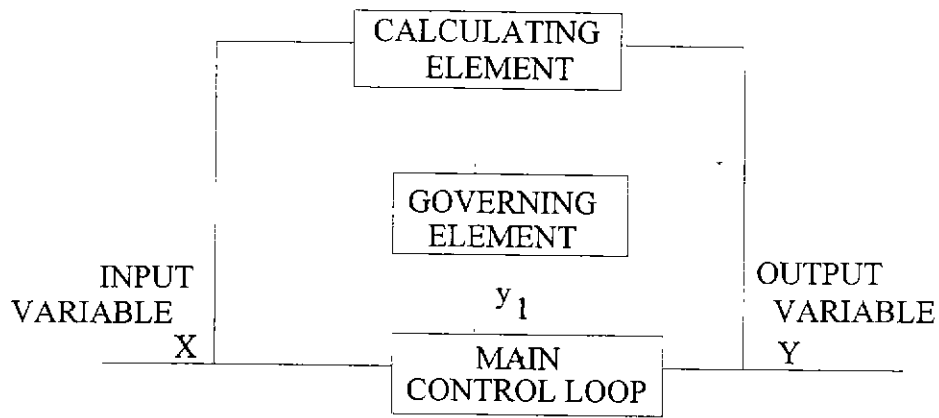 CALCULATING
ELEMENT
GOVERNING
ELEMENT
INPUT
VARIABLE
X
y1
OUTPUT
VARIABLE
Y
MAIN
CONTROL LOOP